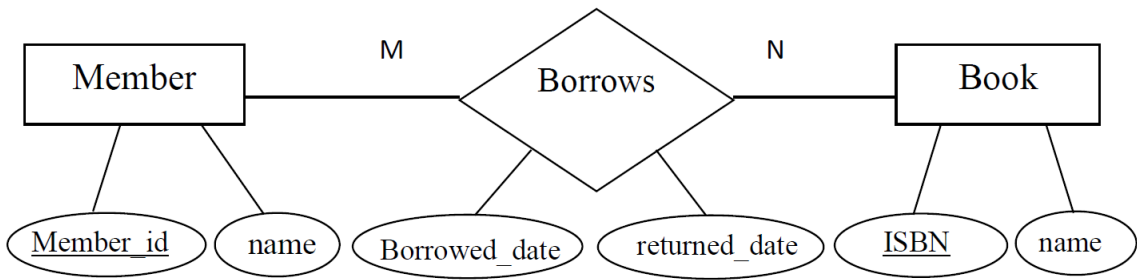 M
N
Member
Borrows
Book
Member_id
name
Borrowed_date
returned_date
ISBN
name